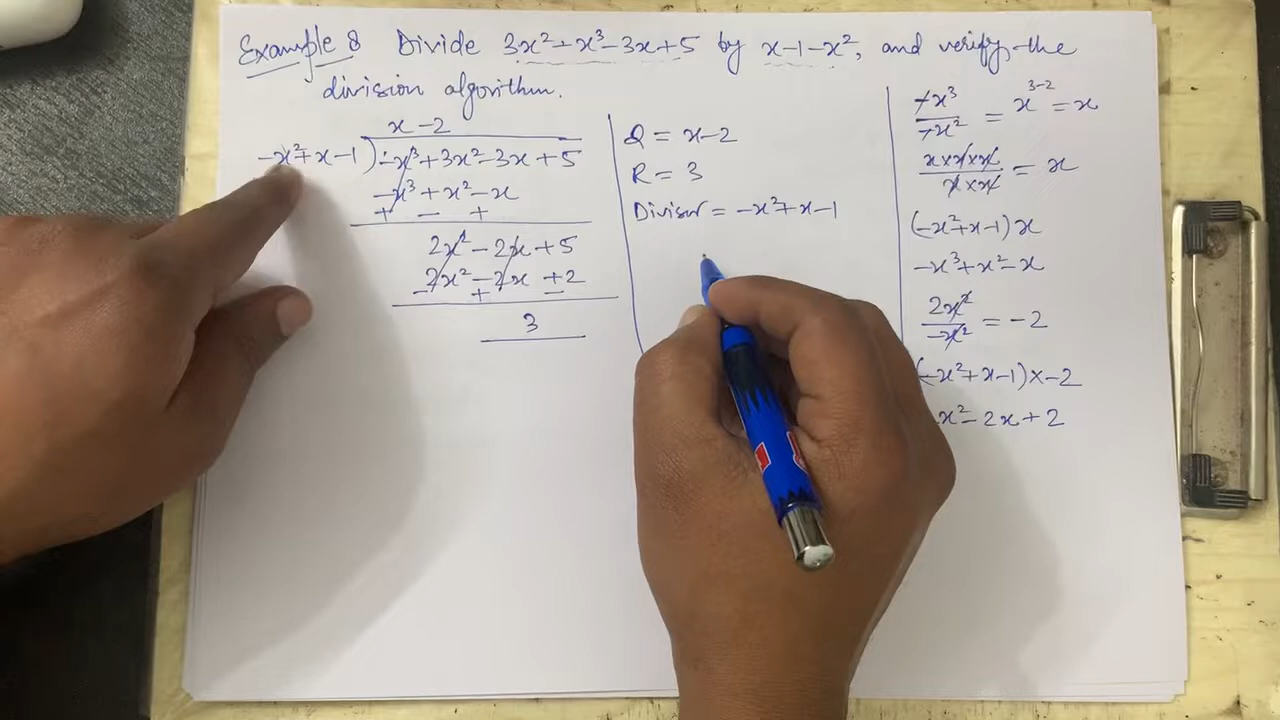 Example 8 Divide 3x² - x³ - 3x + 5 by x - 1 - x², and verify the
division algorithm.
x - 2
-x² + x - 1 ) -x³ + 3x² - 3x + 5
-x³ + x² - x
+ - +
2x² - 2x + 5
2x² - 2x + 2
- + -
3
Q = x - 2
R = 3
Divisor = -x² + x - 1
-x³ / -x² = x³⁻² = x
x × x × x / x × x = x
(-x² + x - 1) x
-x³ + x² - x
2x² / -x² = -2
(-x² + x - 1) × -2
x² - 2x + 2